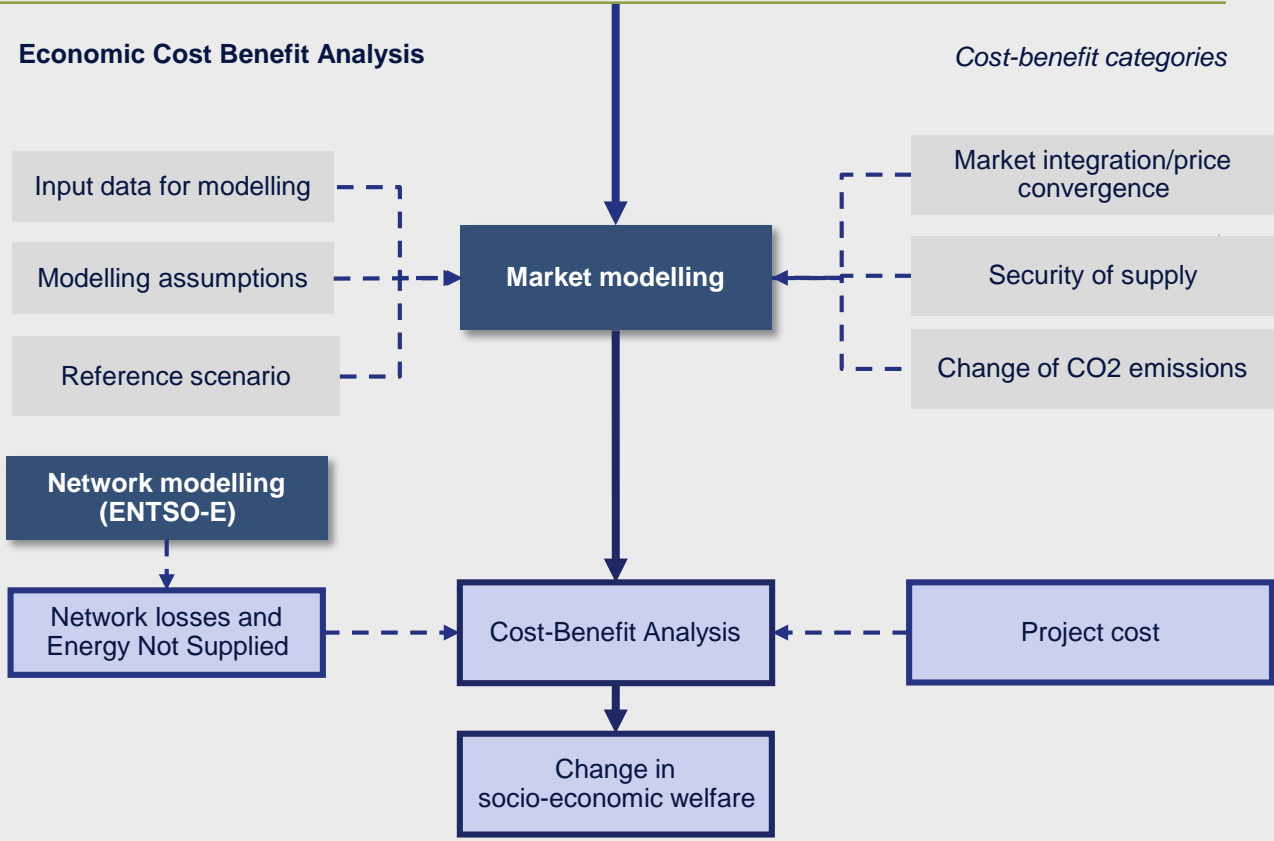 Economic Cost Benefit Analysis
Cost-benefit categories
Input data for modelling
Modelling assumptions
Reference scenario
Market modelling
Market integration/price
convergence
Security of supply
Change of CO2 emissions
Network modelling
(ENTSO-E)
Network losses and
Energy Not Supplied
Cost-Benefit Analysis
Project cost
Change in
socio-economic welfare